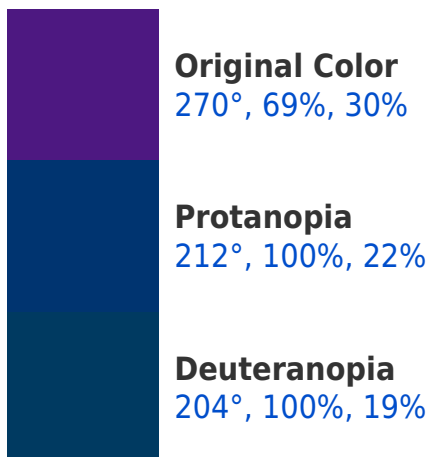 Original Color
270°, 69%, 30%
Protanopia
212°, 100%, 22%
Deuteranopia
204°, 100%, 19%